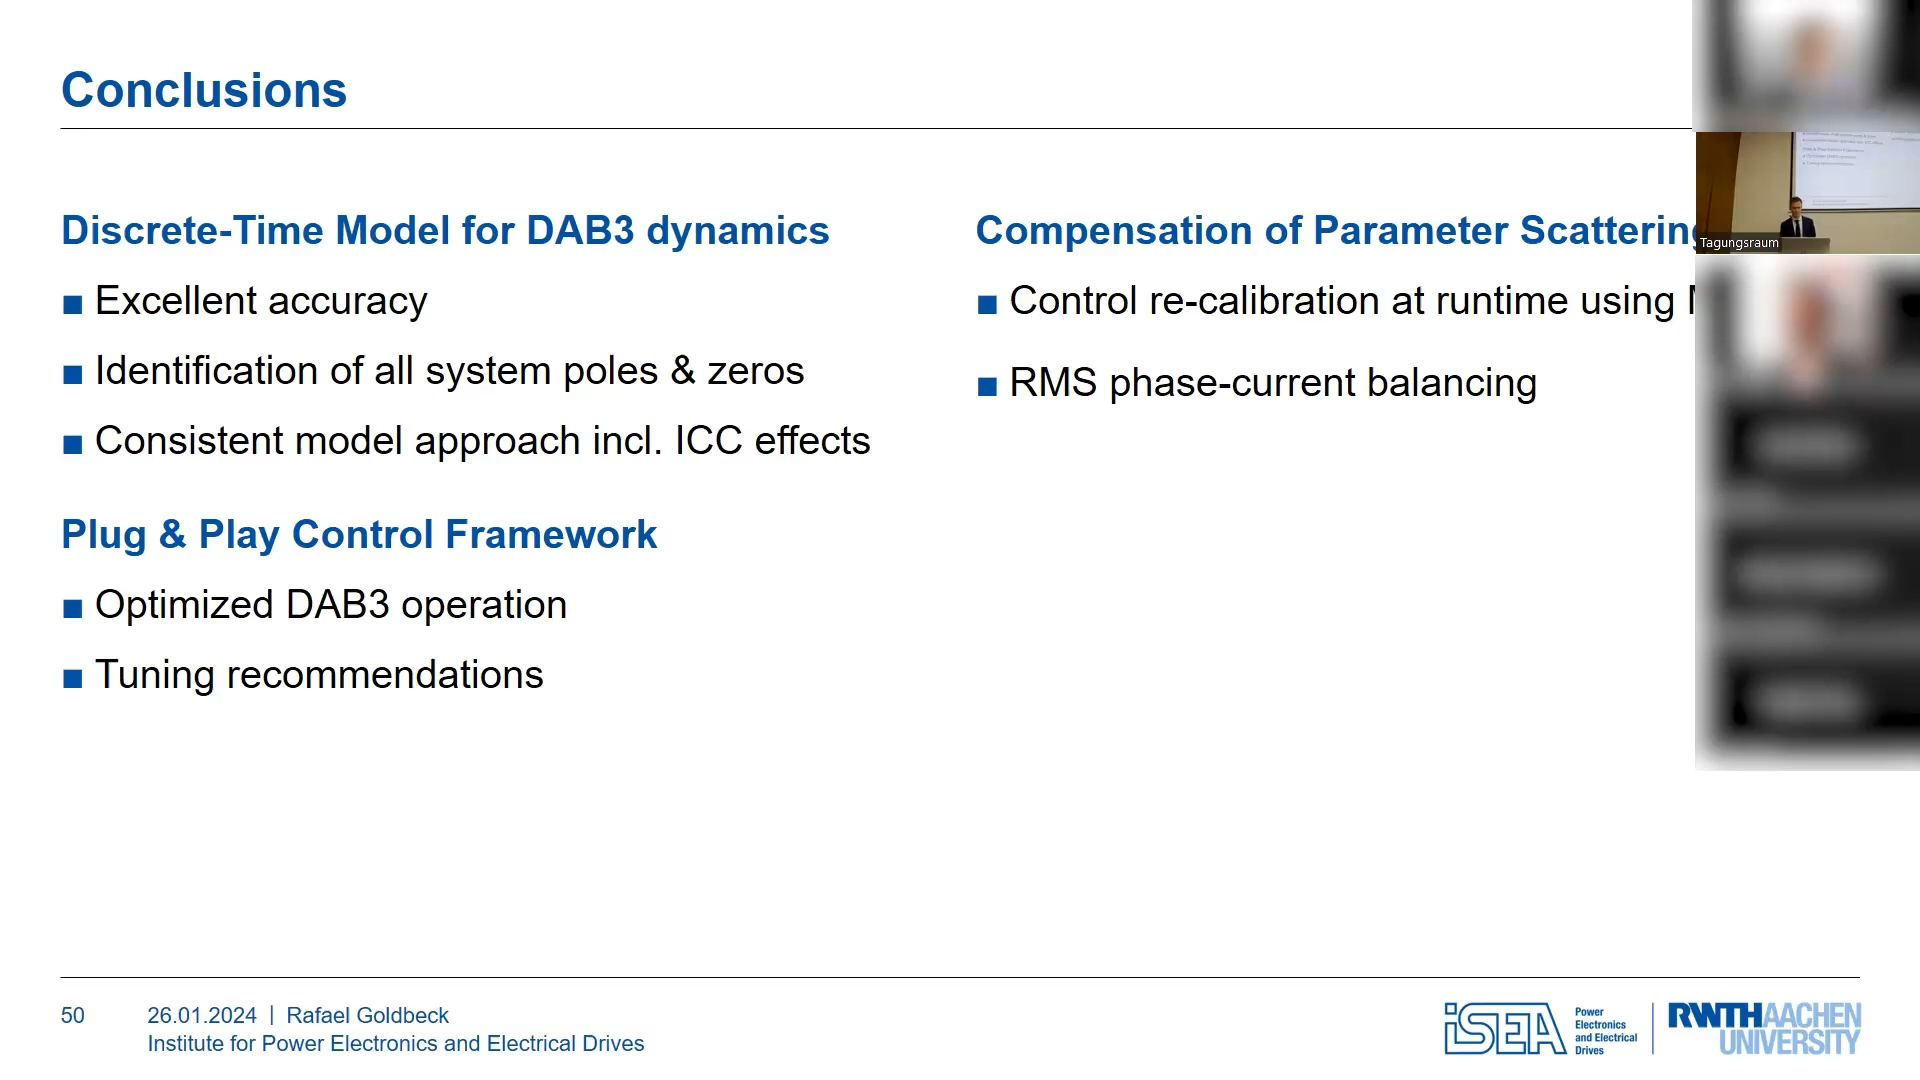 Conclusions
Discrete-Time Model for DAB3 dynamics
■ Excellent accuracy
■ Identification of all system poles & zeros
■ Consistent model approach incl. ICC effects
Plug & Play Control Framework
■ Optimized DAB3 operation
■ Tuning recommendations
Compensation of Parameter Scattering
■ Control re-calibration at runtime using
■ RMS phase-current balancing
Tagungsraum
50
26.01.2024 | Rafael Goldbeck
Institute for Power Electronics and Electrical Drives
iSEA
Power
Electronics
and Electrical
Drives
RWTHAACHEN
UNIVERSITY